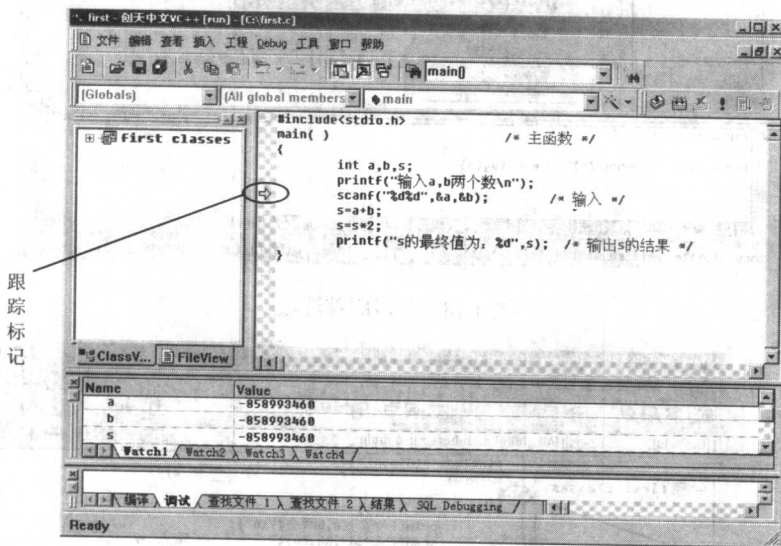 first - 创天中文VC++ [run] - [C:\first.c]
文件 编辑 查看 插入 工程 Debug 工具 窗口 帮助
main()
(Globals)
(All global members
main
first classes
#include<stdio.h>
main( ) /* 主函数 */
{
int a,b,s;
printf("输入a,b两个数\n");
scanf("%d%d",&a,&b); /* 输入 */
s=a+b;
s=s*2;
printf("s的最终值为: %d",s); /* 输出s的结果 */
}
跟踪标记
ClassV... FileView
Name Value
a -858993460
b -858993460
s -858993460
Watch1 Watch2 Watch3 Watch4
编译 调试 查找文件 1 查找文件 2 结果 SQL Debugging
Ready